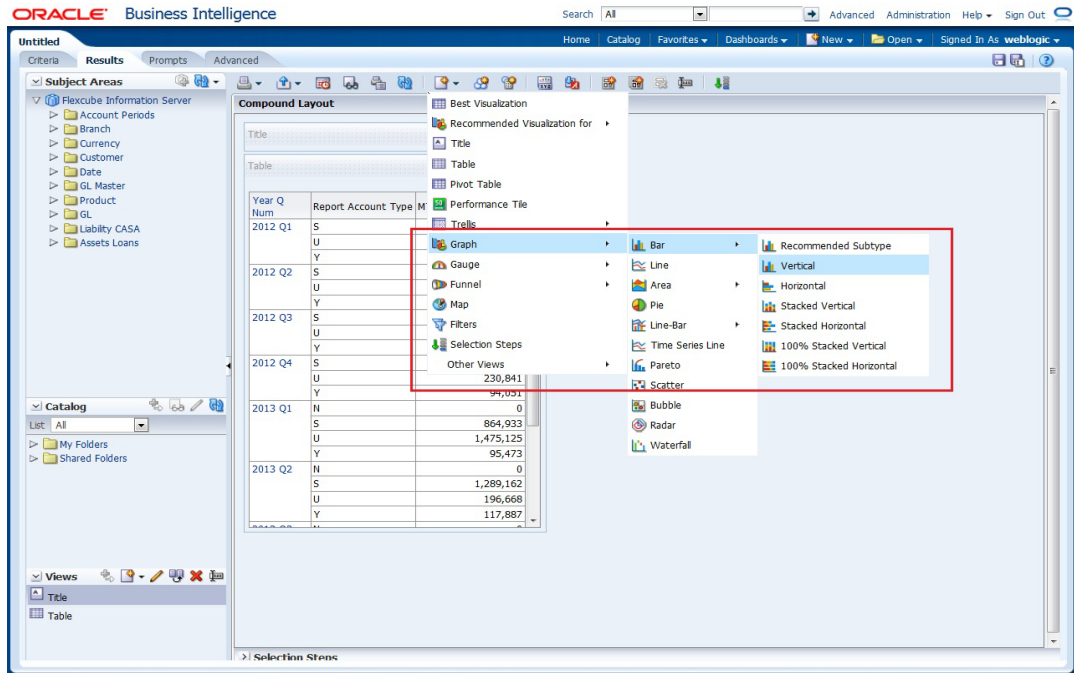 ORACLE Business Intelligence
Search All Advanced Administration Help Sign Out
Untitled
Home Catalog Favorites Dashboards New Open Signed In As weblogic
Criteria Results Prompts Advanced
Subject Areas
Flexcube Information Server
Account Periods
Branch
Currency
Customer
Date
GL Master
Product
GL
Liability CASA
Assets Loans
Catalog
List All
My Folders
Shared Folders
Views
Title
Table
Compound Layout
Title
Table
Year Q Num Report Account Type
2012 Q1 S
U
Y
2012 Q2 S
U
Y
2012 Q3 S
U
Y
2012 Q4 S
U 230,841
Y 94,051
2013 Q1 N 0
S 864,933
U 1,475,125
Y 95,473
2013 Q2 N 0
S 1,289,162
U 196,668
Y 117,887
Best Visualization
Recommended Visualization for
Title
Table
Pivot Table
Performance Tile
Trellis
Graph
Gauge
Funnel
Map
Filters
Selection Steps
Other Views
Bar
Line
Area
Pie
Line-Bar
Time Series Line
Pareto
Scatter
Bubble
Radar
Waterfall
Recommended Subtype
Vertical
Horizontal
Stacked Vertical
Stacked Horizontal
100% Stacked Vertical
100% Stacked Horizontal
Selection Steps